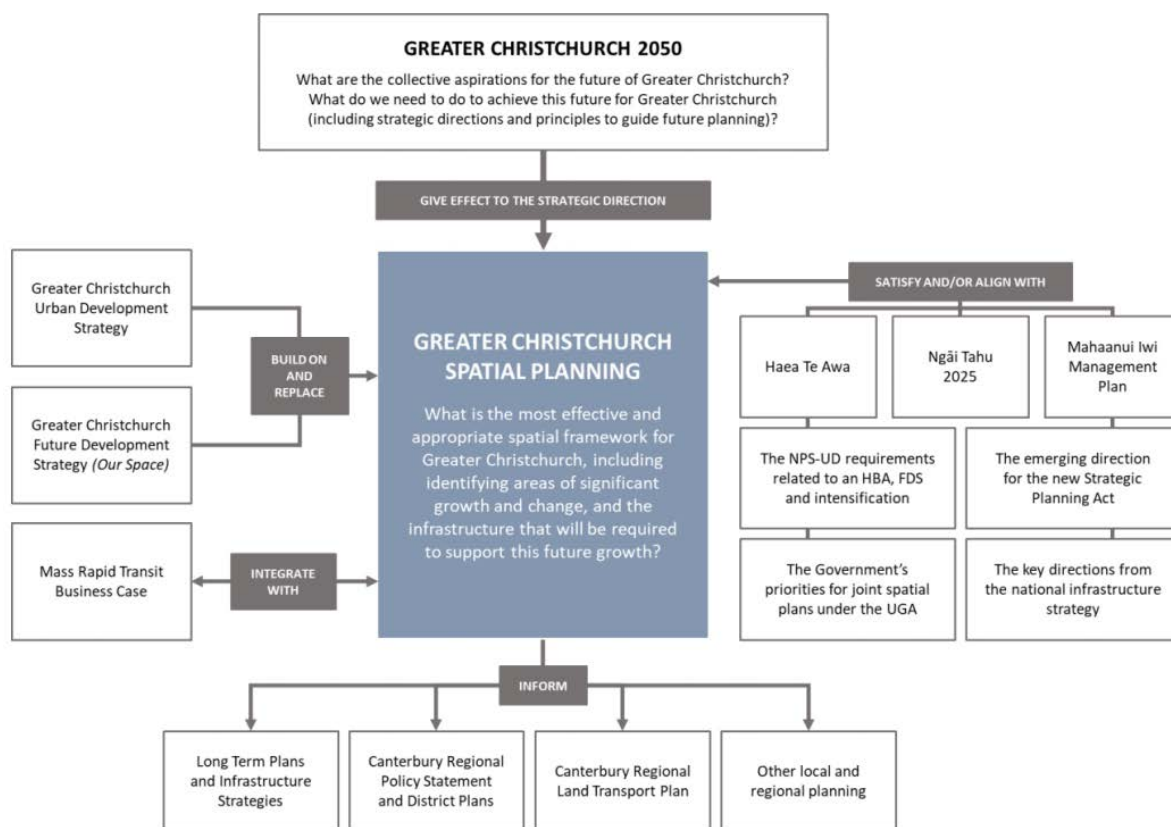 GREATER CHRISTCHURCH 2050
What are the collective aspirations for the future of Greater Christchurch?
What do we need to do to achieve this future for Greater Christchurch
(including strategic directions and principles to guide future planning)?
GIVE EFFECT TO THE STRATEGIC DIRECTION
Greater Christchurch
Urban Development
Strategy
BUILD ON
AND
REPLACE
Greater Christchurch
Future Development
Strategy (Our Space)
Mass Rapid Transit
Business Case
INTEGRATE
WITH
GREATER CHRISTCHURCH
SPATIAL PLANNING
What is the most effective and
appropriate spatial framework for
Greater Christchurch, including
identifying areas of significant
growth and change, and the
infrastructure that will be required
to support this future growth?
SATISFY AND/OR ALIGN WITH
Haea Te Awa
Ngāi Tahu
2025
Mahaanui Iwi
Management
Plan
The NPS-UD requirements
related to an HBA, FDS
and intensification
The emerging direction
for the new Strategic
Planning Act
The Government's
priorities for joint spatial
plans under the UGA
The key directions from
the national infrastructure
strategy
INFORM
Long Term Plans
and Infrastructure
Strategies
Canterbury Regional
Policy Statement
and District Plans
Canterbury Regional
Land Transport Plan
Other local and
regional planning